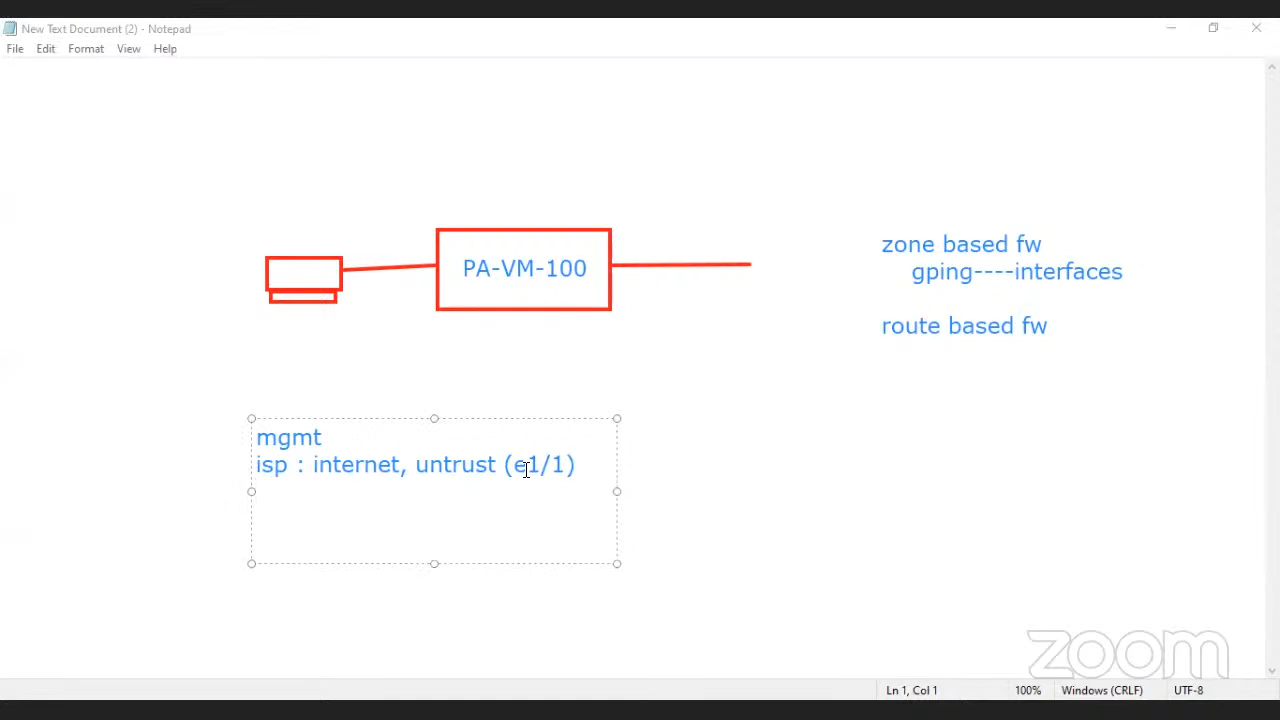 New Text Document (2) - Notepad
File Edit Format View Help
PA-VM-100
zone based fw
gping----interfaces
route based fw
mgmt
isp : internet, untrust (e1/1)
zoom
Ln 1, Col 1 100% Windows (CRLF) UTF-8